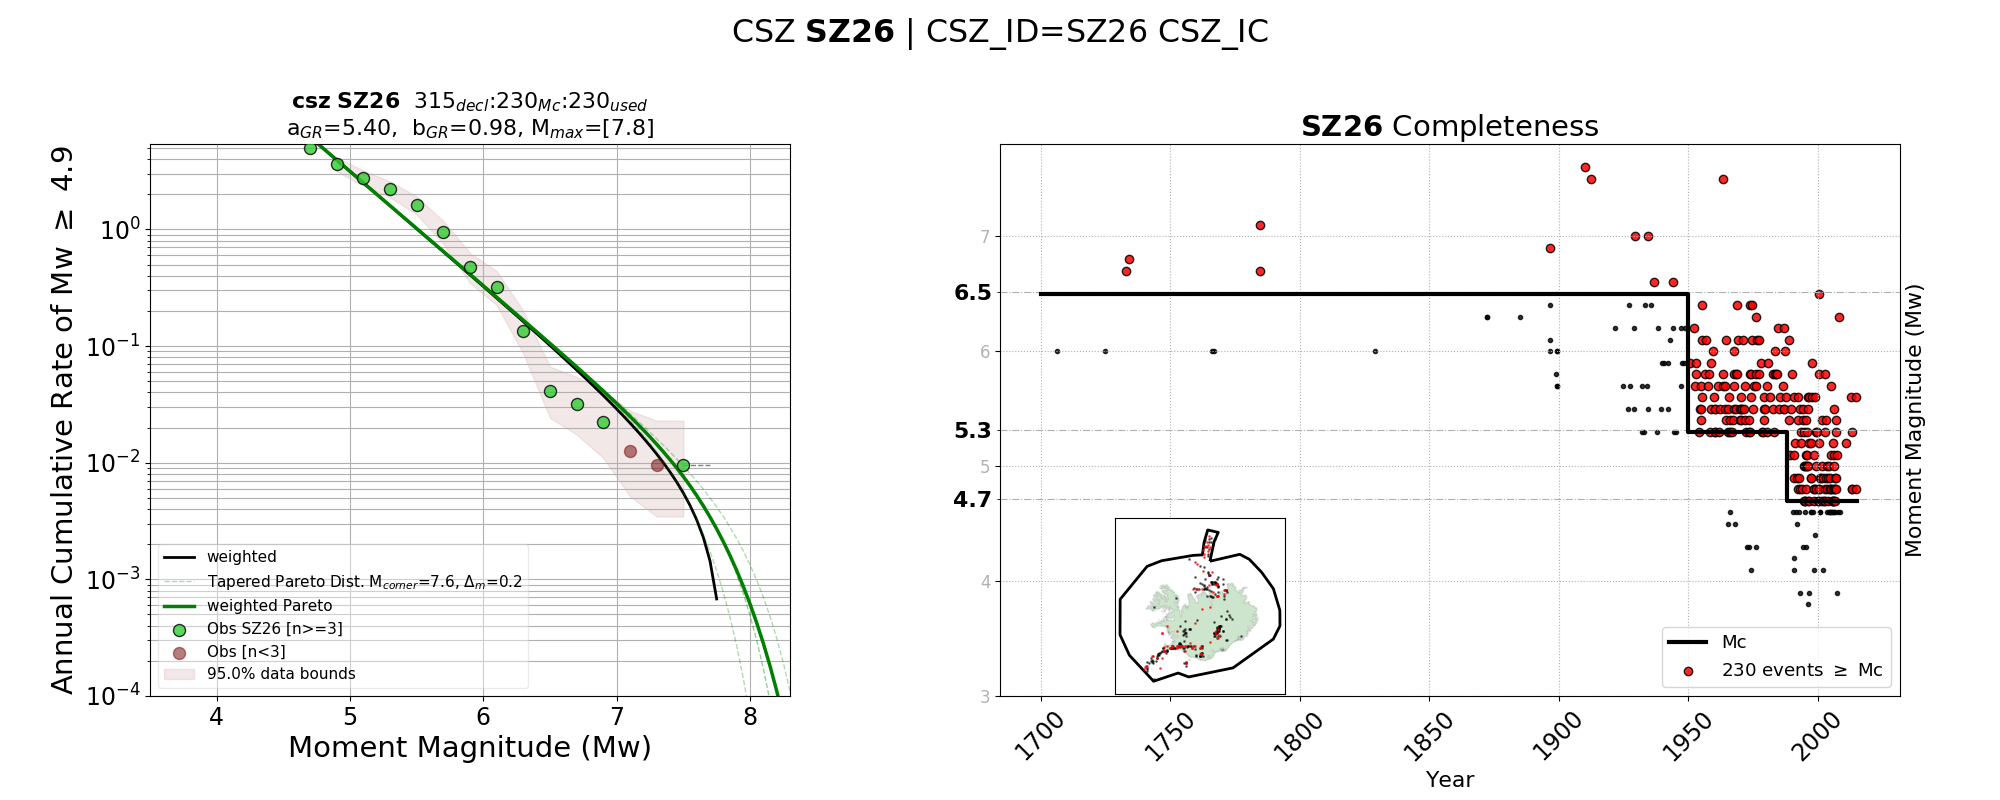 CSZ SZ26 | CSZ_ID=SZ26 CSZ_IC
csz SZ26 315decl:230Mc:230used
aGR=5.40, bGR=0.98, Mmax=[7.8]
Annual Cumulative Rate of Mw ≥ 4.9
10^0
10^-1
10^-2
10^-3
10^-4
weighted
Tapered Pareto Dist. Mcorner=7.6, Δm=0.2
weighted Pareto
Obs SZ26 [n>=3]
Obs [n<3]
95.0% data bounds
4 5 6 7 8
Moment Magnitude (Mw)
SZ26 Completeness
7
6.5
6
5.3
5
4.7
4
3
Moment Magnitude (Mw)
Mc
230 events ≥ Mc
1700 1750 1800 1850 1900 1950 2000
Year